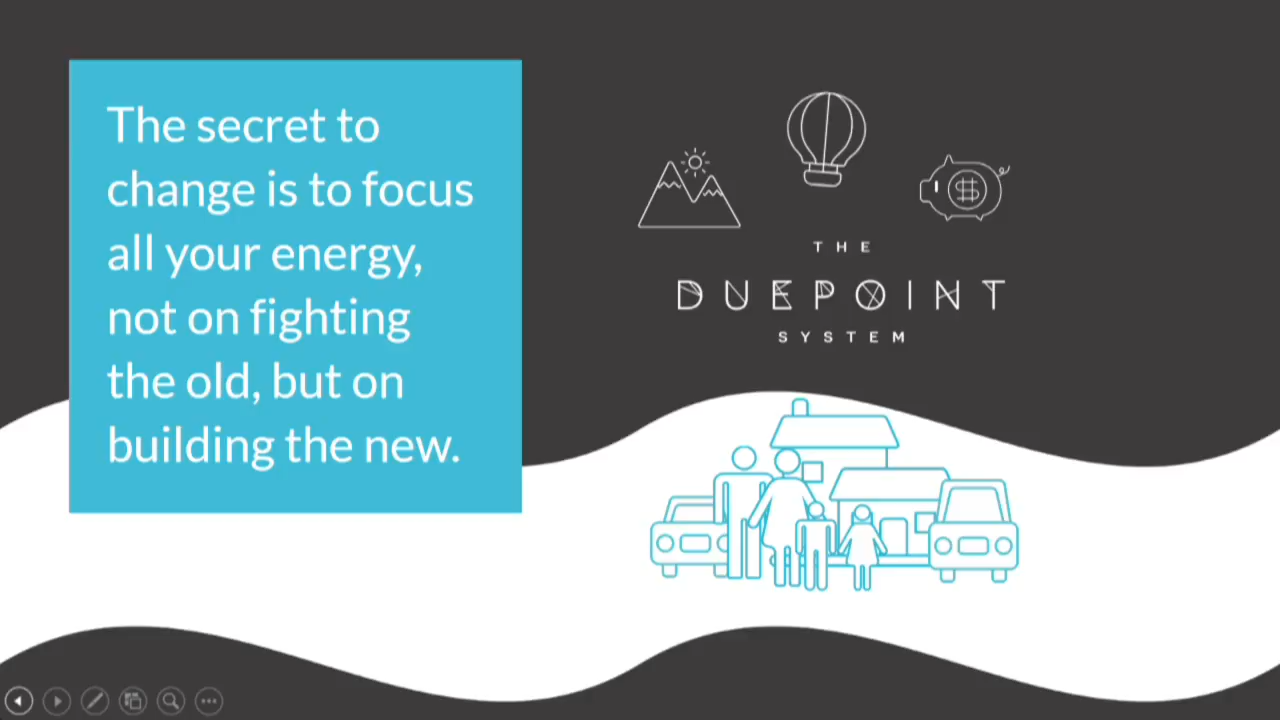 The secret to
change is to focus
all your energy,
not on fighting
the old, but on
building the new.
THE
DUEPOINT
SYSTEM